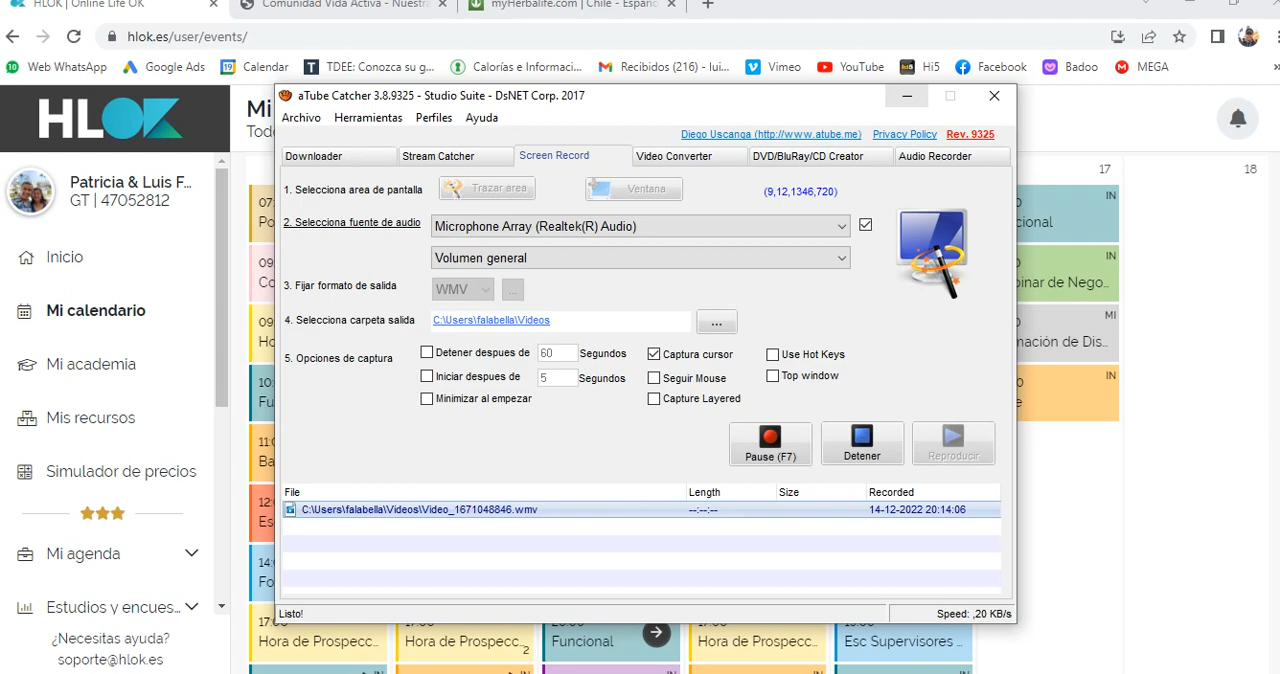 HLOK | Online Life OK
Comunidad Vida Activa - Nuestra
myHerbalife.com | Chile - Español
hlok.es/user/events/
Web WhatsApp
Google Ads
19 Calendar
T TDEE: Conozca su g...
Calorías e Informaci...
Recibidos (216) - lui...
Vimeo
YouTube
Hi5
Facebook
Badoo
MEGA
HLOK
Patricia & Luis F...
GT | 47052812
Inicio
Mi calendario
Mi academia
Mis recursos
Simulador de precios
Mi agenda
Estudios y encues...
¿Necesitas ayuda?
soporte@hlok.es
aTube Catcher 3.8.9325 - Studio Suite - DsNET Corp. 2017
Archivo Herramientas Perfiles Ayuda
Diego Uscanga (http://www.atube.me) Privacy Policy Rev. 9325
Downloader Stream Catcher Screen Record Video Converter DVD/BluRay/CD Creator Audio Recorder
1. Selecciona area de pantalla Trazar area Ventana (9,12,1346,720)
2. Selecciona fuente de audio Microphone Array (Realtek(R) Audio)
Volumen general
3. Fijar formato de salida WMV ...
4. Selecciona carpeta salida C:\Users\falabella\Videos ...
5. Opciones de captura
Detener despues de 60 Segundos Captura cursor Use Hot Keys
Iniciar despues de 5 Segundos Seguir Mouse Top window
Minimizar al empezar Capture Layered
Pause (F7) Detener Reproducir
File Length Size Recorded
C:\Users\falabella\Videos\Video_1671048846.wmv --:--:-- 14-12-2022 20:14:06
Listo! Speed: ,20 KB/s
17 18
IN
cional
IN
inar de Nego...
MI
nación de Dis...
IN
Hora de Prospecc...
Hora de Prospecc...
2
Funcional
Hora de Prospecc...
Esc Supervisores